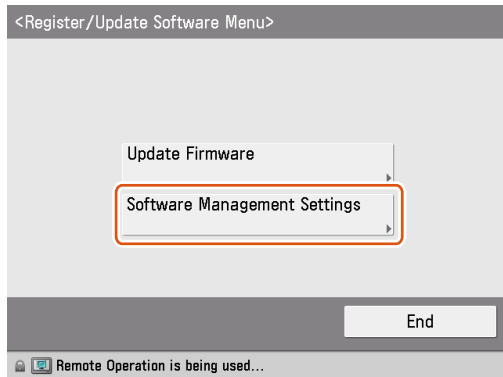 <Register/Update Software Menu>
Update Firmware
Software Management Settings
End
Remote Operation is being used...